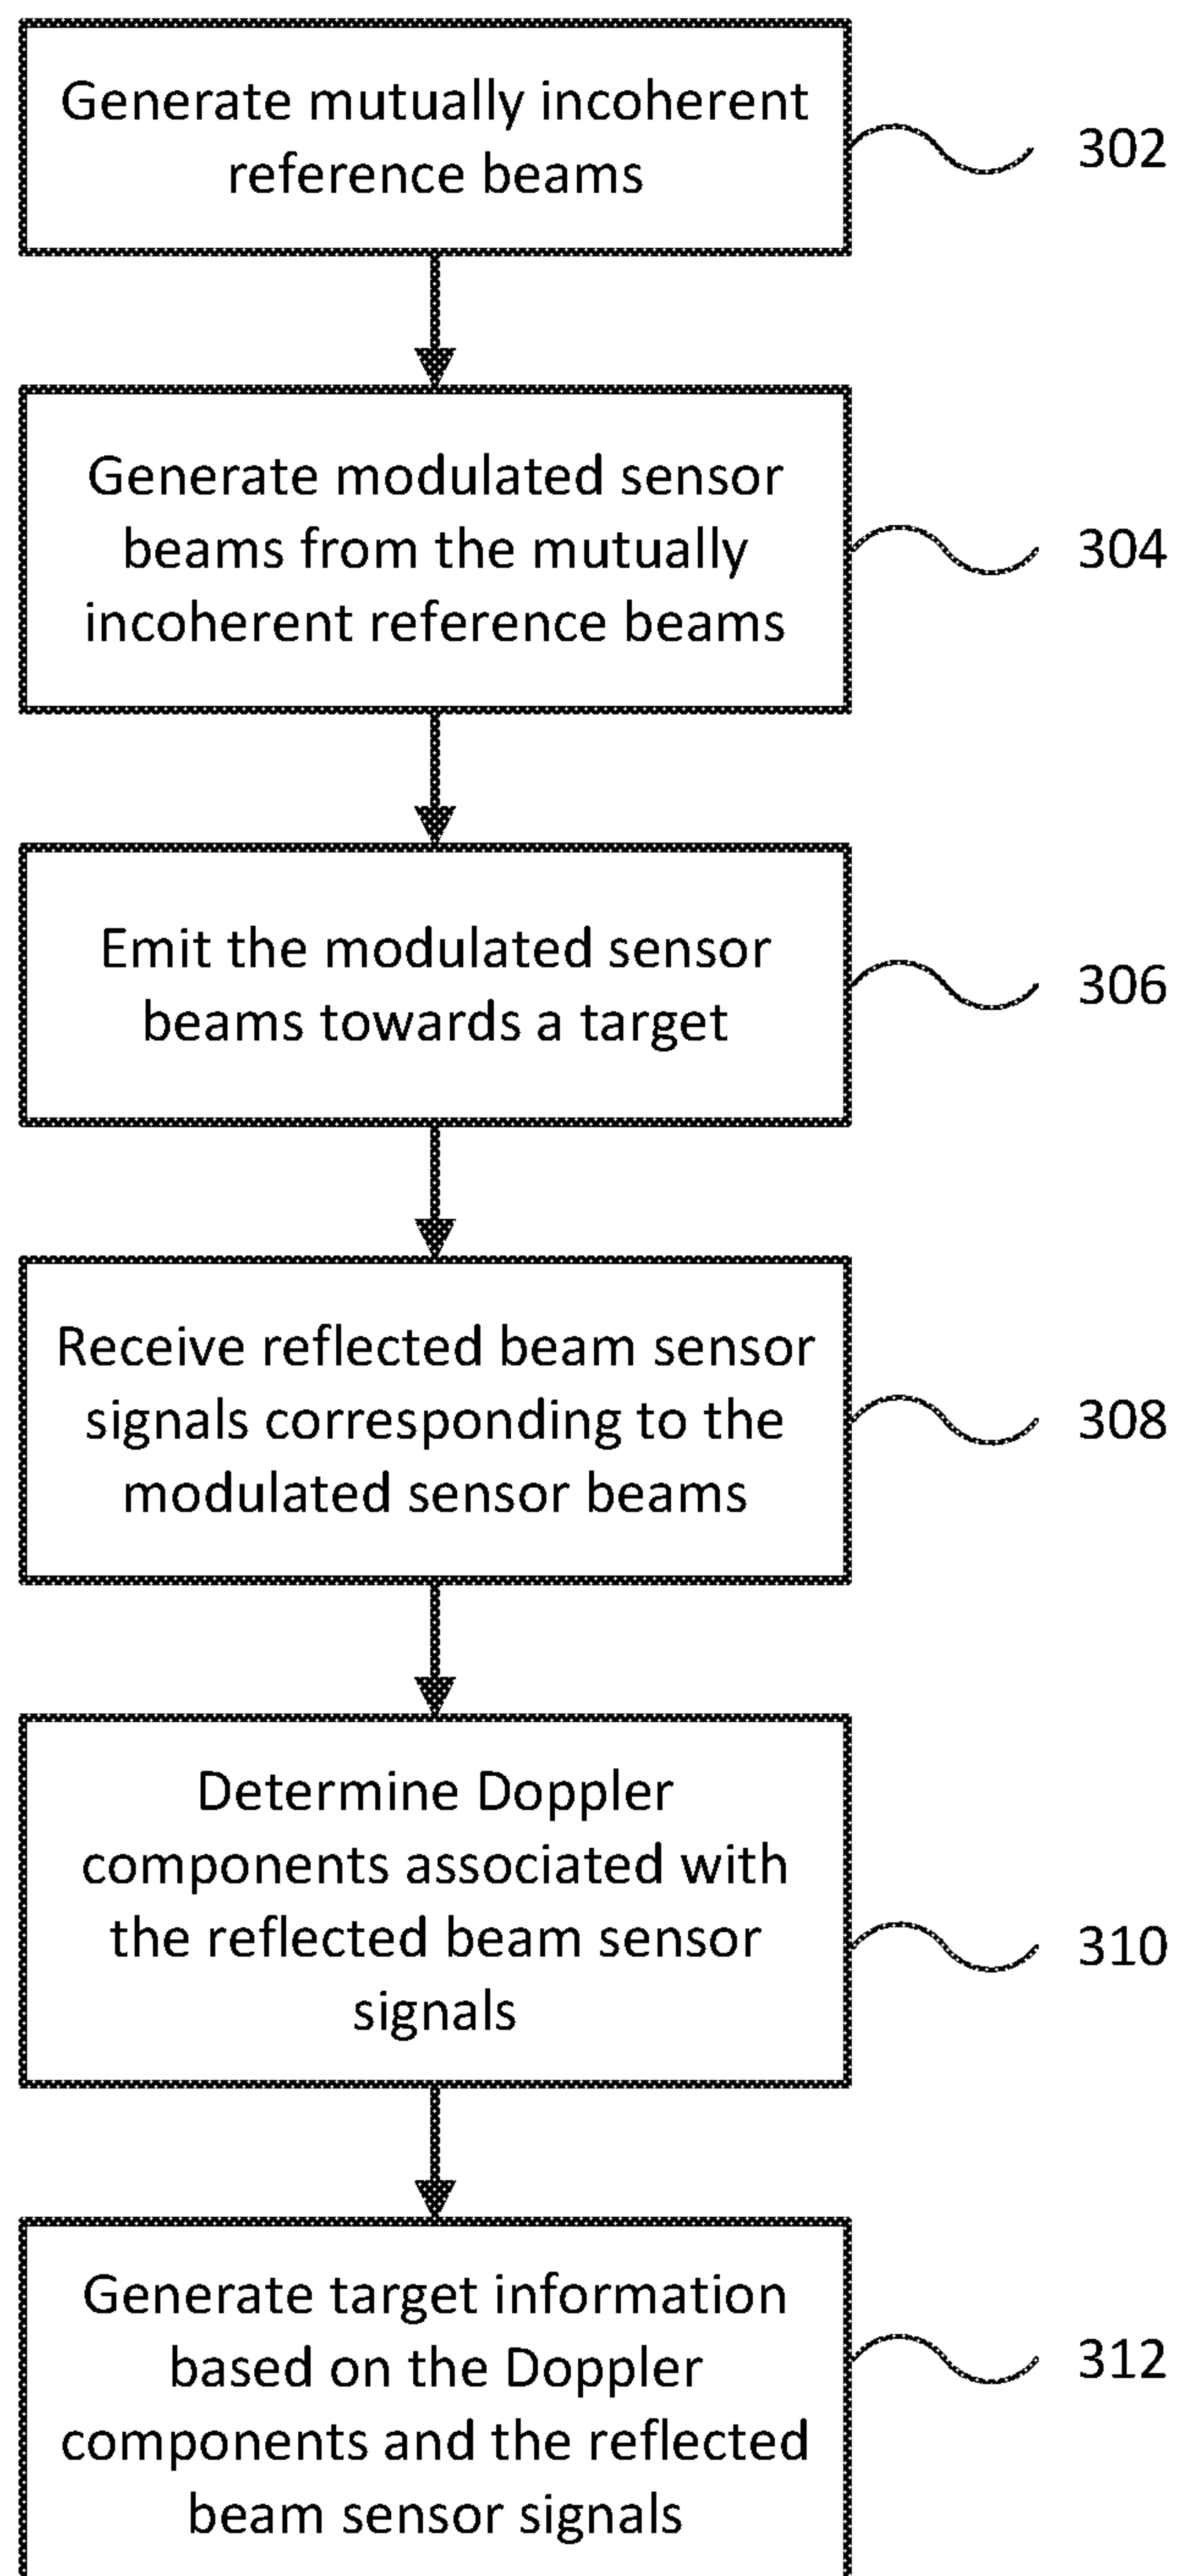 Generate mutually incoherent
reference beams
302
Generate modulated sensor
beams from the mutually
incoherent reference beams
304
Emit the modulated sensor
beams towards a target
306
Receive reflected beam sensor
signals corresponding to the
modulated sensor beams
308
Determine Doppler
components associated with
the reflected beam sensor
signals
310
Generate target information
based on the Doppler
components and the reflected
beam sensor signals
312